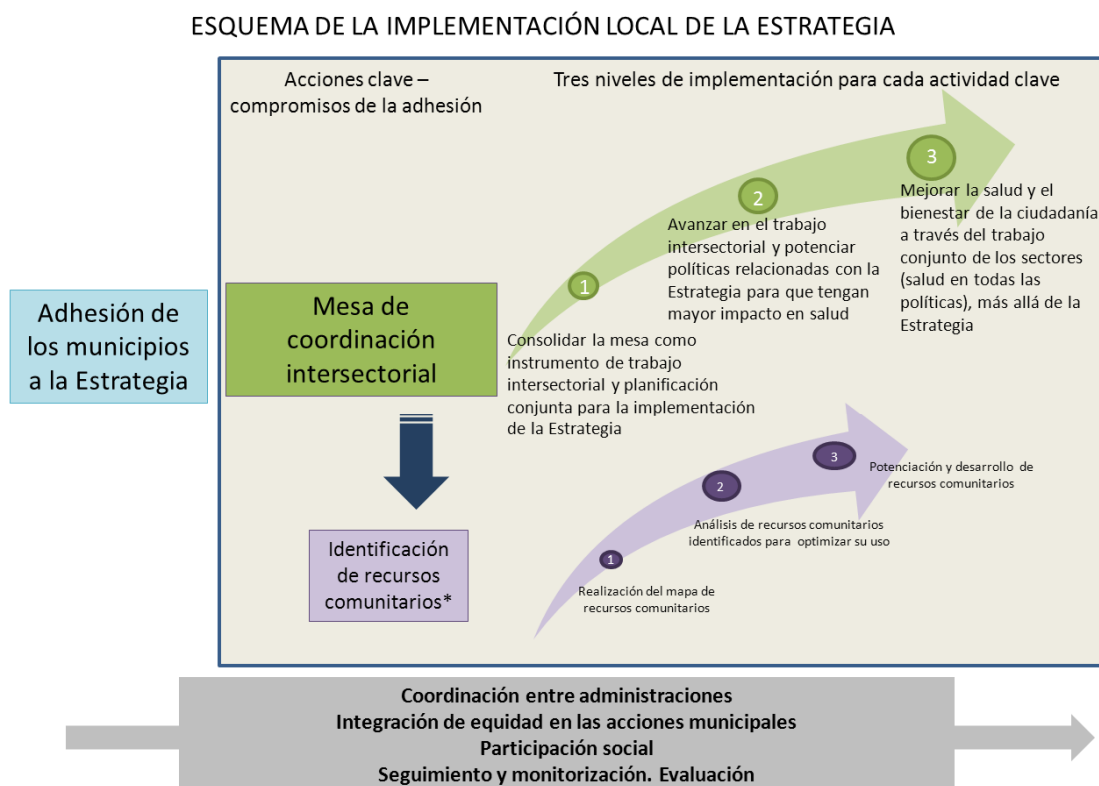 ESQUEMA DE LA IMPLEMENTACIÓN LOCAL DE LA ESTRATEGIA
Acciones clave –
compromisos de la adhesión
Tres niveles de implementación para cada actividad clave
Adhesión de
los municipios
a la Estrategia
Mesa de
coordinación
intersectorial
1
Consolidar la mesa como
instrumento de trabajo
intersectorial y planificación
conjunta para la implementación
de la Estrategia
2
Avanzar en el trabajo
intersectorial y potenciar
políticas relacionadas con la
Estrategia para que tengan
mayor impacto en salud
3
Mejorar la salud y el
bienestar de la ciudadanía
a través del trabajo
conjunto de los sectores
(salud en todas las
políticas), más allá de la
Estrategia
Identificación
de recursos
comunitarios*
1
Realización del mapa de
recursos comunitarios
2
Análisis de recursos comunitarios
identificados para optimizar su uso
3
Potenciación y desarrollo de
recursos comunitarios
Coordinación entre administraciones
Integración de equidad en las acciones municipales
Participación social
Seguimiento y monitorización. Evaluación